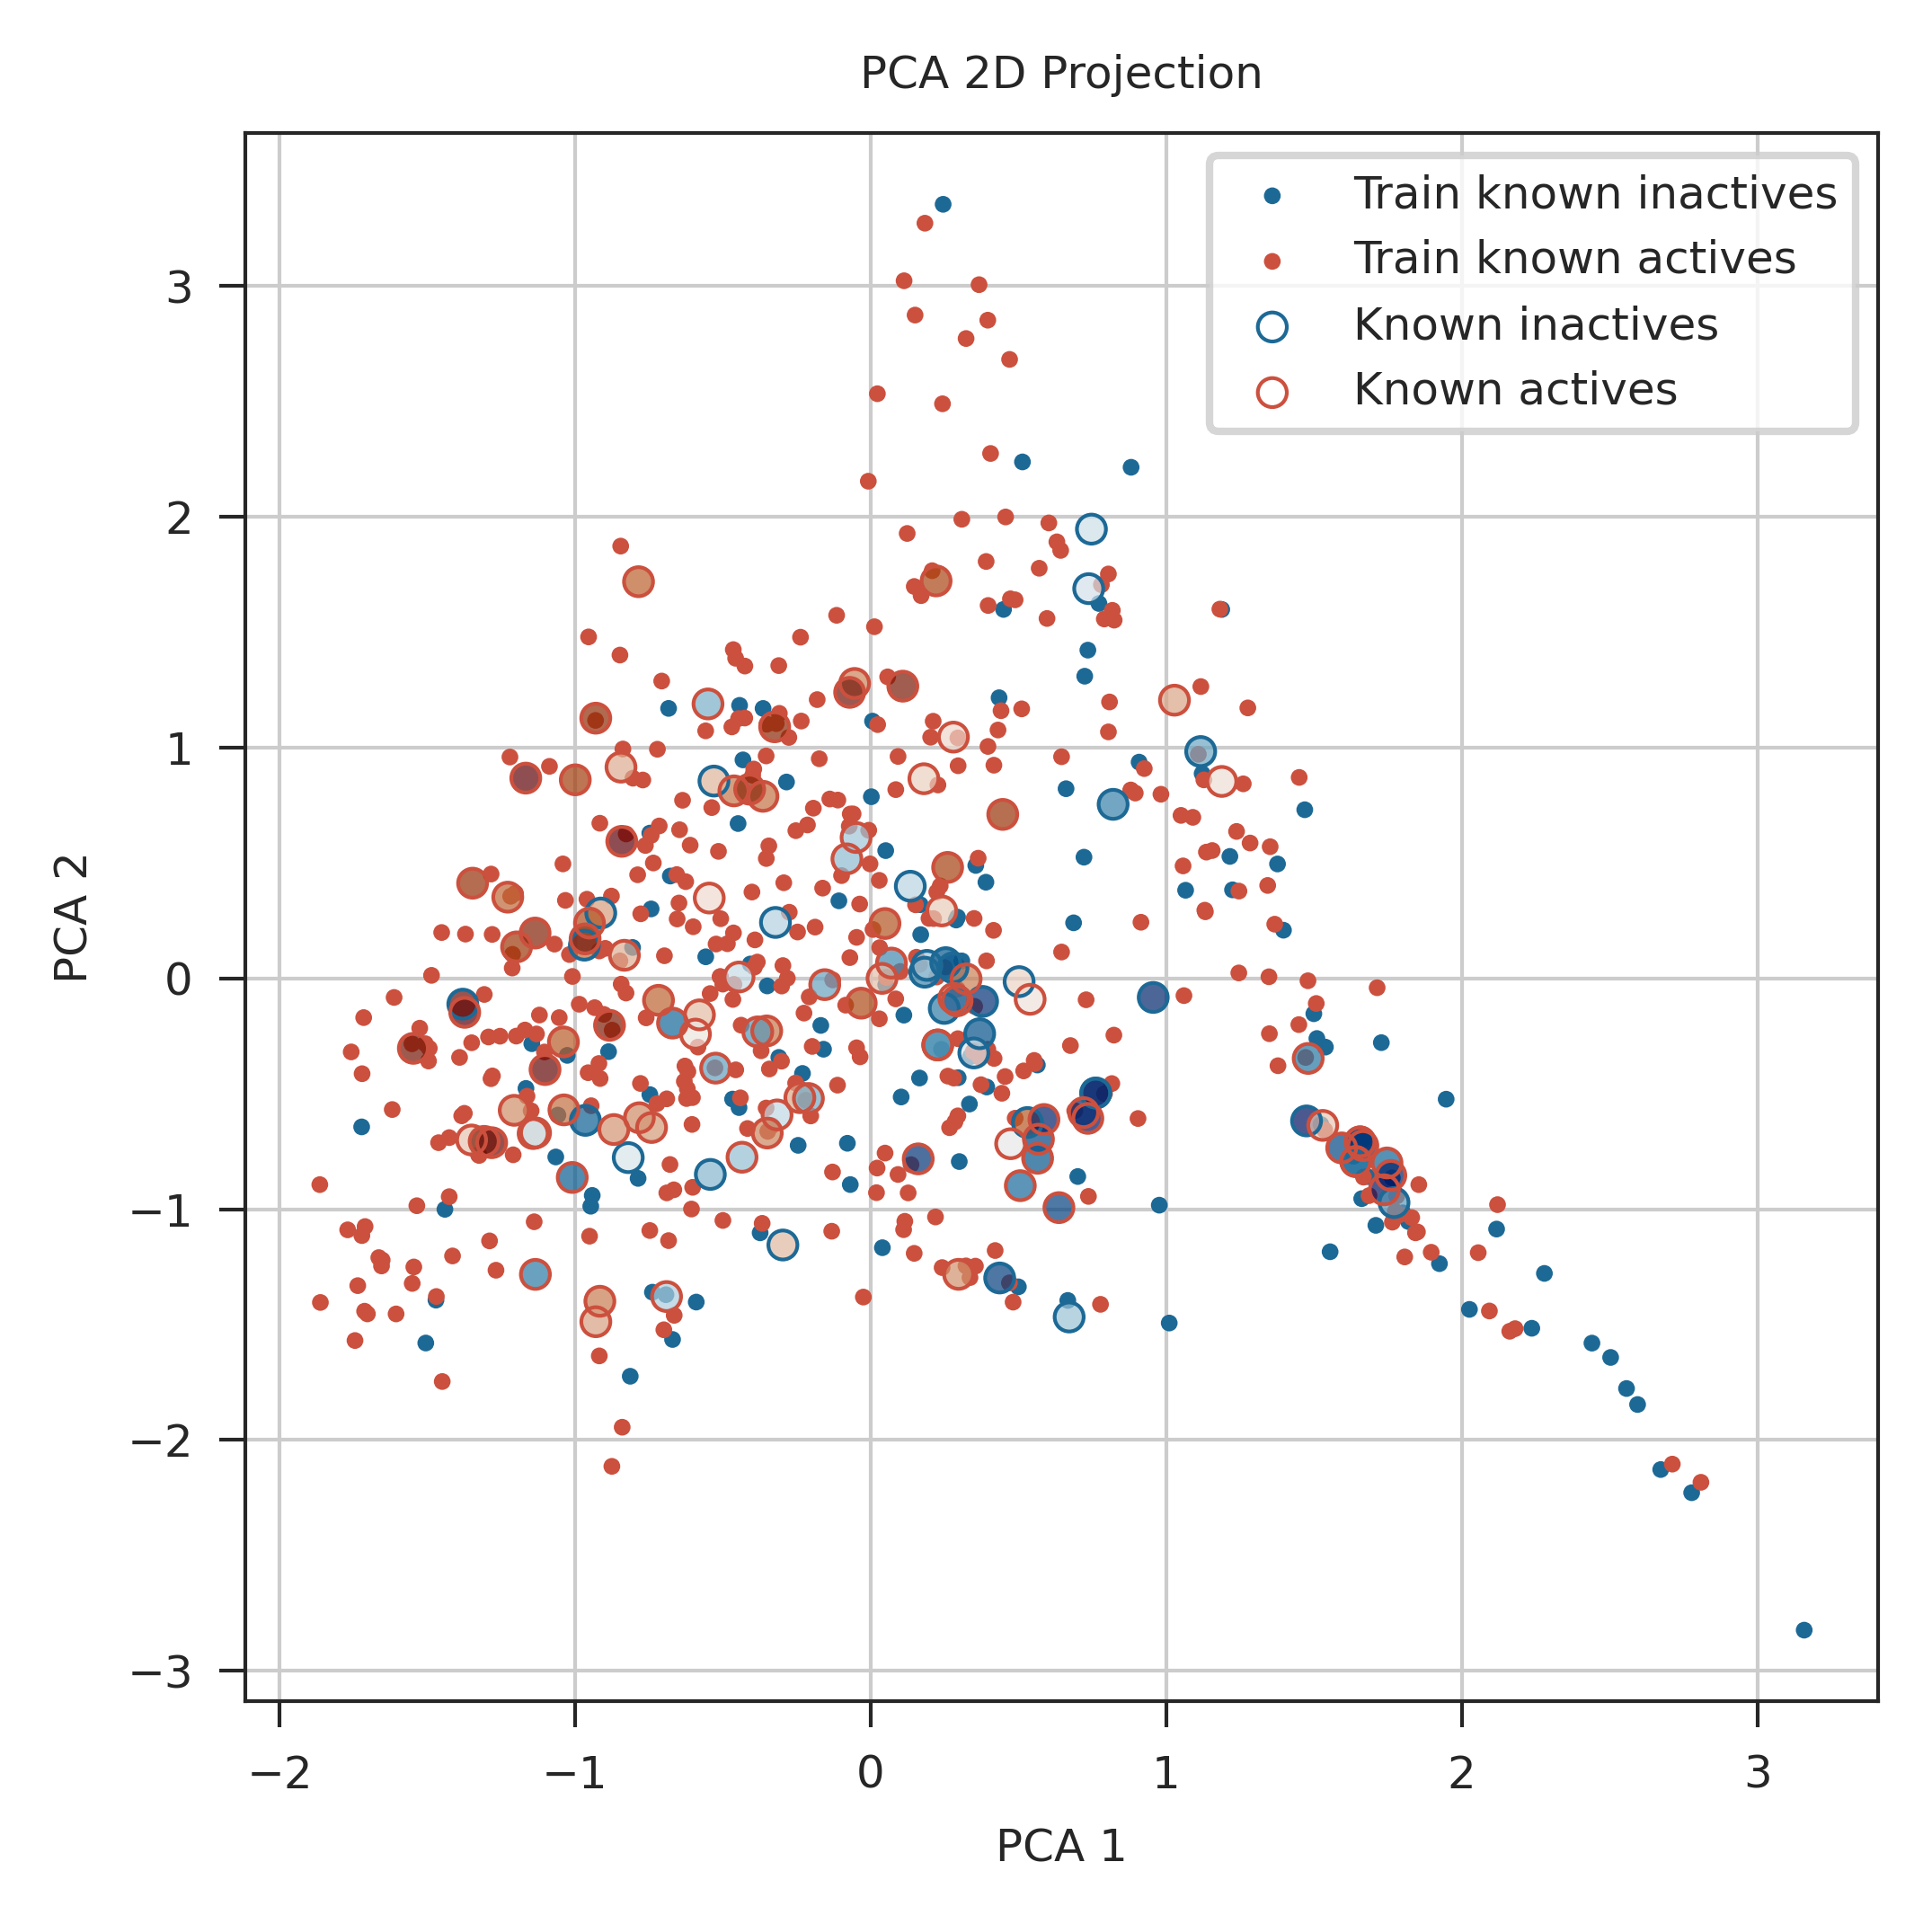 PCA 2D Projection
Train known inactives
Train known actives
Known inactives
Known actives
3
2
1
0
−1
−2
−3
PCA 2
−2
−1
0
1
2
3
PCA 1